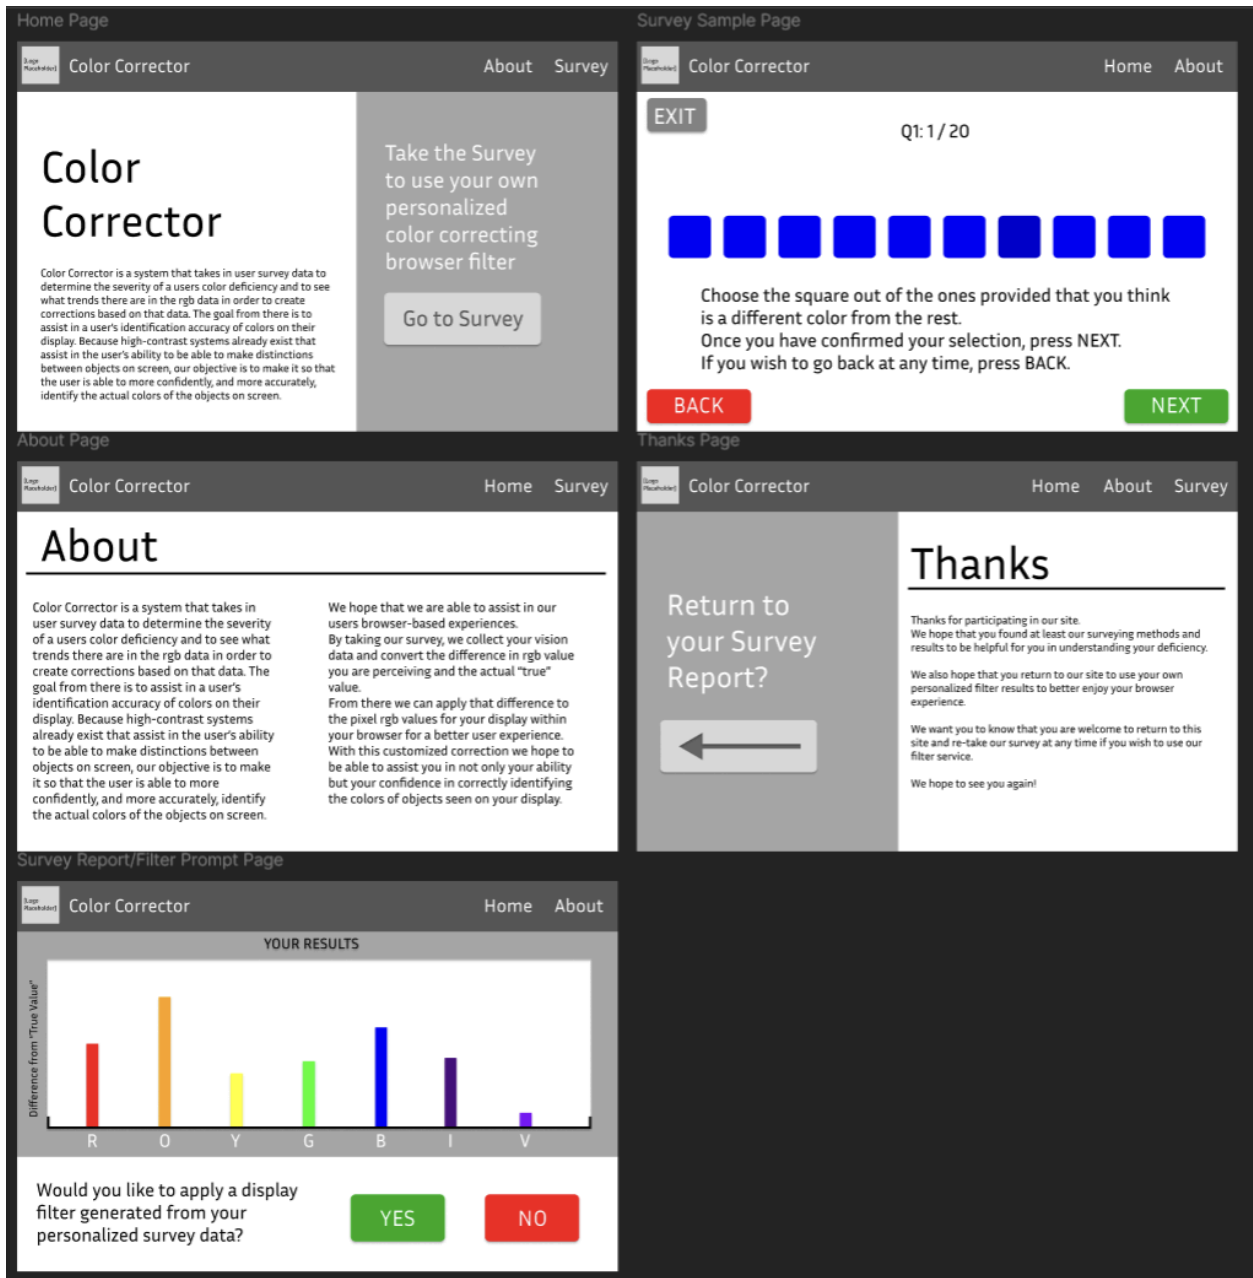 Home Page
[Logo
Placeholder]
Color Corrector
About
Survey
Color
Corrector
Color Corrector is a system that takes in user survey data to
determine the severity of a users color deficiency and to see
what trends there are in the rgb data in order to create
corrections based on that data. The goal from there is to
assist in a user's identification accuracy of colors on their
display. Because high-contrast systems already exist that
assist in the user's ability to be able to make distinctions
between objects on screen, our objective is to make it so that
the user is able to more confidently, and more accurately,
identify the actual colors of the objects on screen.
Take the Survey
to use your own
personalized
color correcting
browser filter
Go to Survey
Survey Sample Page
[Logo
Placeholder]
Color Corrector
Home
About
EXIT
Q1: 1 / 20
Choose the square out of the ones provided that you think
is a different color from the rest.
Once you have confirmed your selection, press NEXT.
If you wish to go back at any time, press BACK.
BACK
NEXT
About Page
[Logo
Placeholder]
Color Corrector
Home
Survey
About
Color Corrector is a system that takes in
user survey data to determine the severity
of a users color deficiency and to see what
trends there are in the rgb data in order to
create corrections based on that data. The
goal from there is to assist in a user's
identification accuracy of colors on their
display. Because high-contrast systems
already exist that assist in the user's ability
to be able to make distinctions between
objects on screen, our objective is to make
it so that the user is able to more
confidently, and more accurately, identify
the actual colors of the objects on screen.
We hope that we are able to assist in our
users browser-based experiences.
By taking our survey, we collect your vision
data and convert the difference in rgb value
you are perceiving and the actual "true"
value.
From there we can apply that difference to
the pixel rgb values for your display within
your browser for a better user experience.
With this customized correction we hope to
be able to assist you in not only your ability
but your confidence in correctly identifying
the colors of objects seen on your display.
Thanks Page
[Logo
Placeholder]
Color Corrector
Home
About
Survey
Return to
your Survey
Report?
Thanks
Thanks for participating in our site.
We hope that you found at least our surveying methods and
results to be helpful for you in understanding your deficiency.
We also hope that you return to our site to use your own
personalized filter results to better enjoy your browser
experience.
We want you to know that you are welcome to return to this
site and re-take our survey at any time if you wish to use our
filter service.
We hope to see you again!
Survey Report/Filter Prompt Page
[Logo
Placeholder]
Color Corrector
Home
About
YOUR RESULTS
Difference from "True Value"
R O Y G B I V
Would you like to apply a display
filter generated from your
personalized survey data?
YES
NO